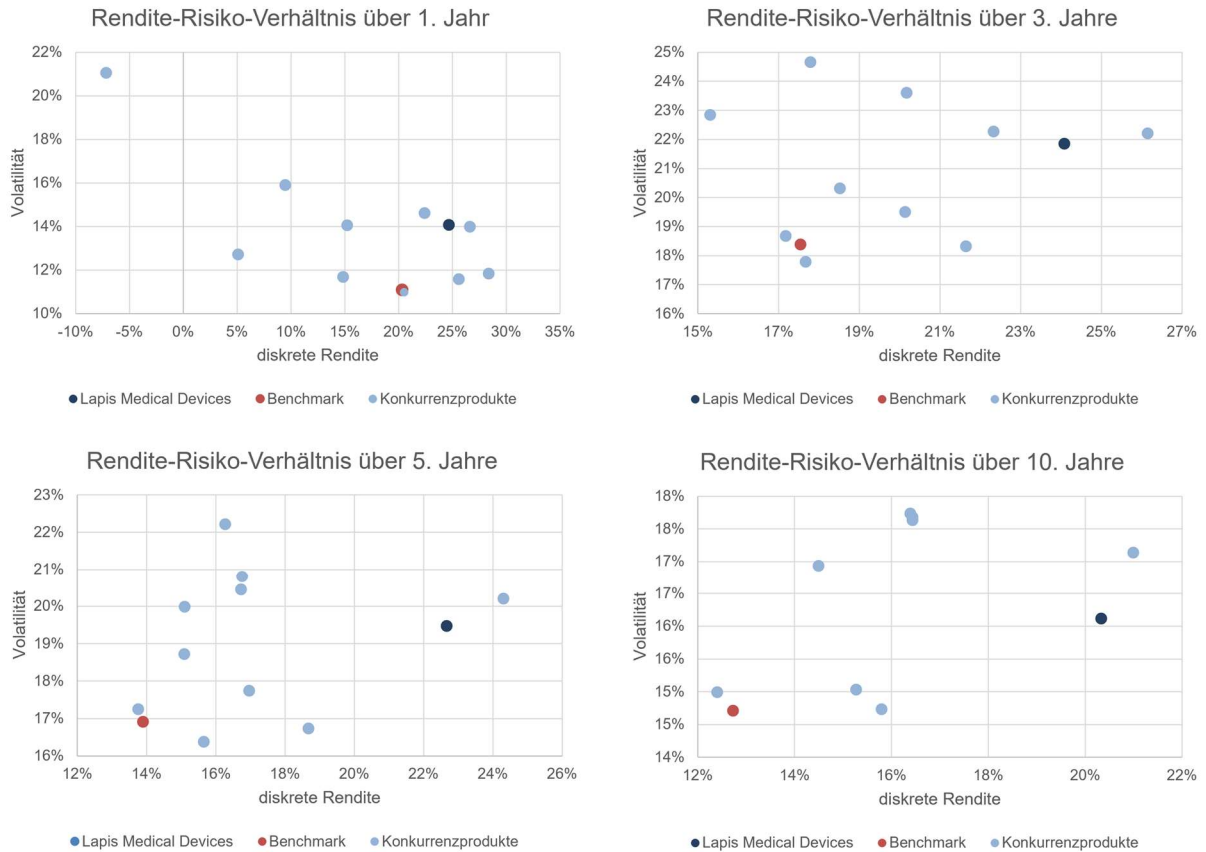 Rendite-Risiko-Verhältnis über 1. Jahr
22%
20%
18%
16%
14%
12%
10%
Volatilität
-10% -5% 0% 5% 10% 15% 20% 25% 30% 35%
diskrete Rendite
Lapis Medical Devices Benchmark Konkurrenzprodukte
Rendite-Risiko-Verhältnis über 3. Jahre
25%
24%
23%
22%
21%
20%
19%
18%
17%
16%
Volatilität
15% 17% 19% 21% 23% 25% 27%
diskrete Rendite
Lapis Medical Devices Benchmark Konkurrenzprodukte
Rendite-Risiko-Verhältnis über 5. Jahre
23%
22%
21%
20%
19%
18%
17%
16%
Volatilität
12% 14% 16% 18% 20% 22% 24% 26%
diskrete Rendite
Lapis Medical Devices Benchmark Konkurrenzprodukte
Rendite-Risiko-Verhältnis über 10. Jahre
18%
18%
17%
17%
16%
16%
15%
15%
14%
Volatilität
12% 14% 16% 18% 20% 22%
diskrete Rendite
Lapis Medical Devices Benchmark Konkurrenzprodukte